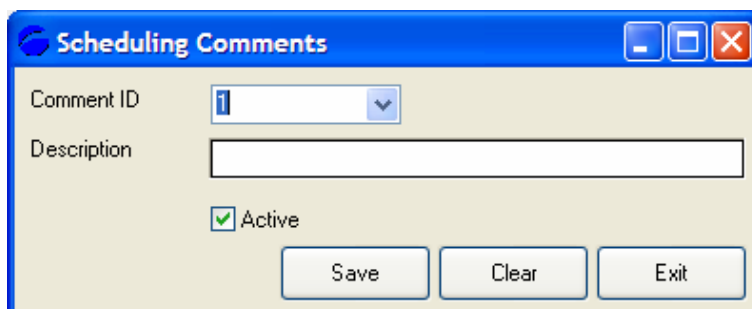 Scheduling Comments
Comment ID 1
Description
Active
Save Clear Exit